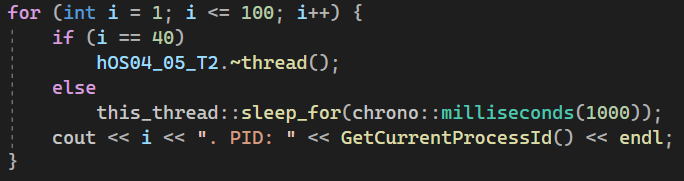 for (int i = 1; i <= 100; i++) {
    if (i == 40)
        hOS04_05_T2.~thread();
    else
        this_thread::sleep_for(chrono::milliseconds(1000));
    cout << i << ". PID: " << GetCurrentProcessId() << endl;
}